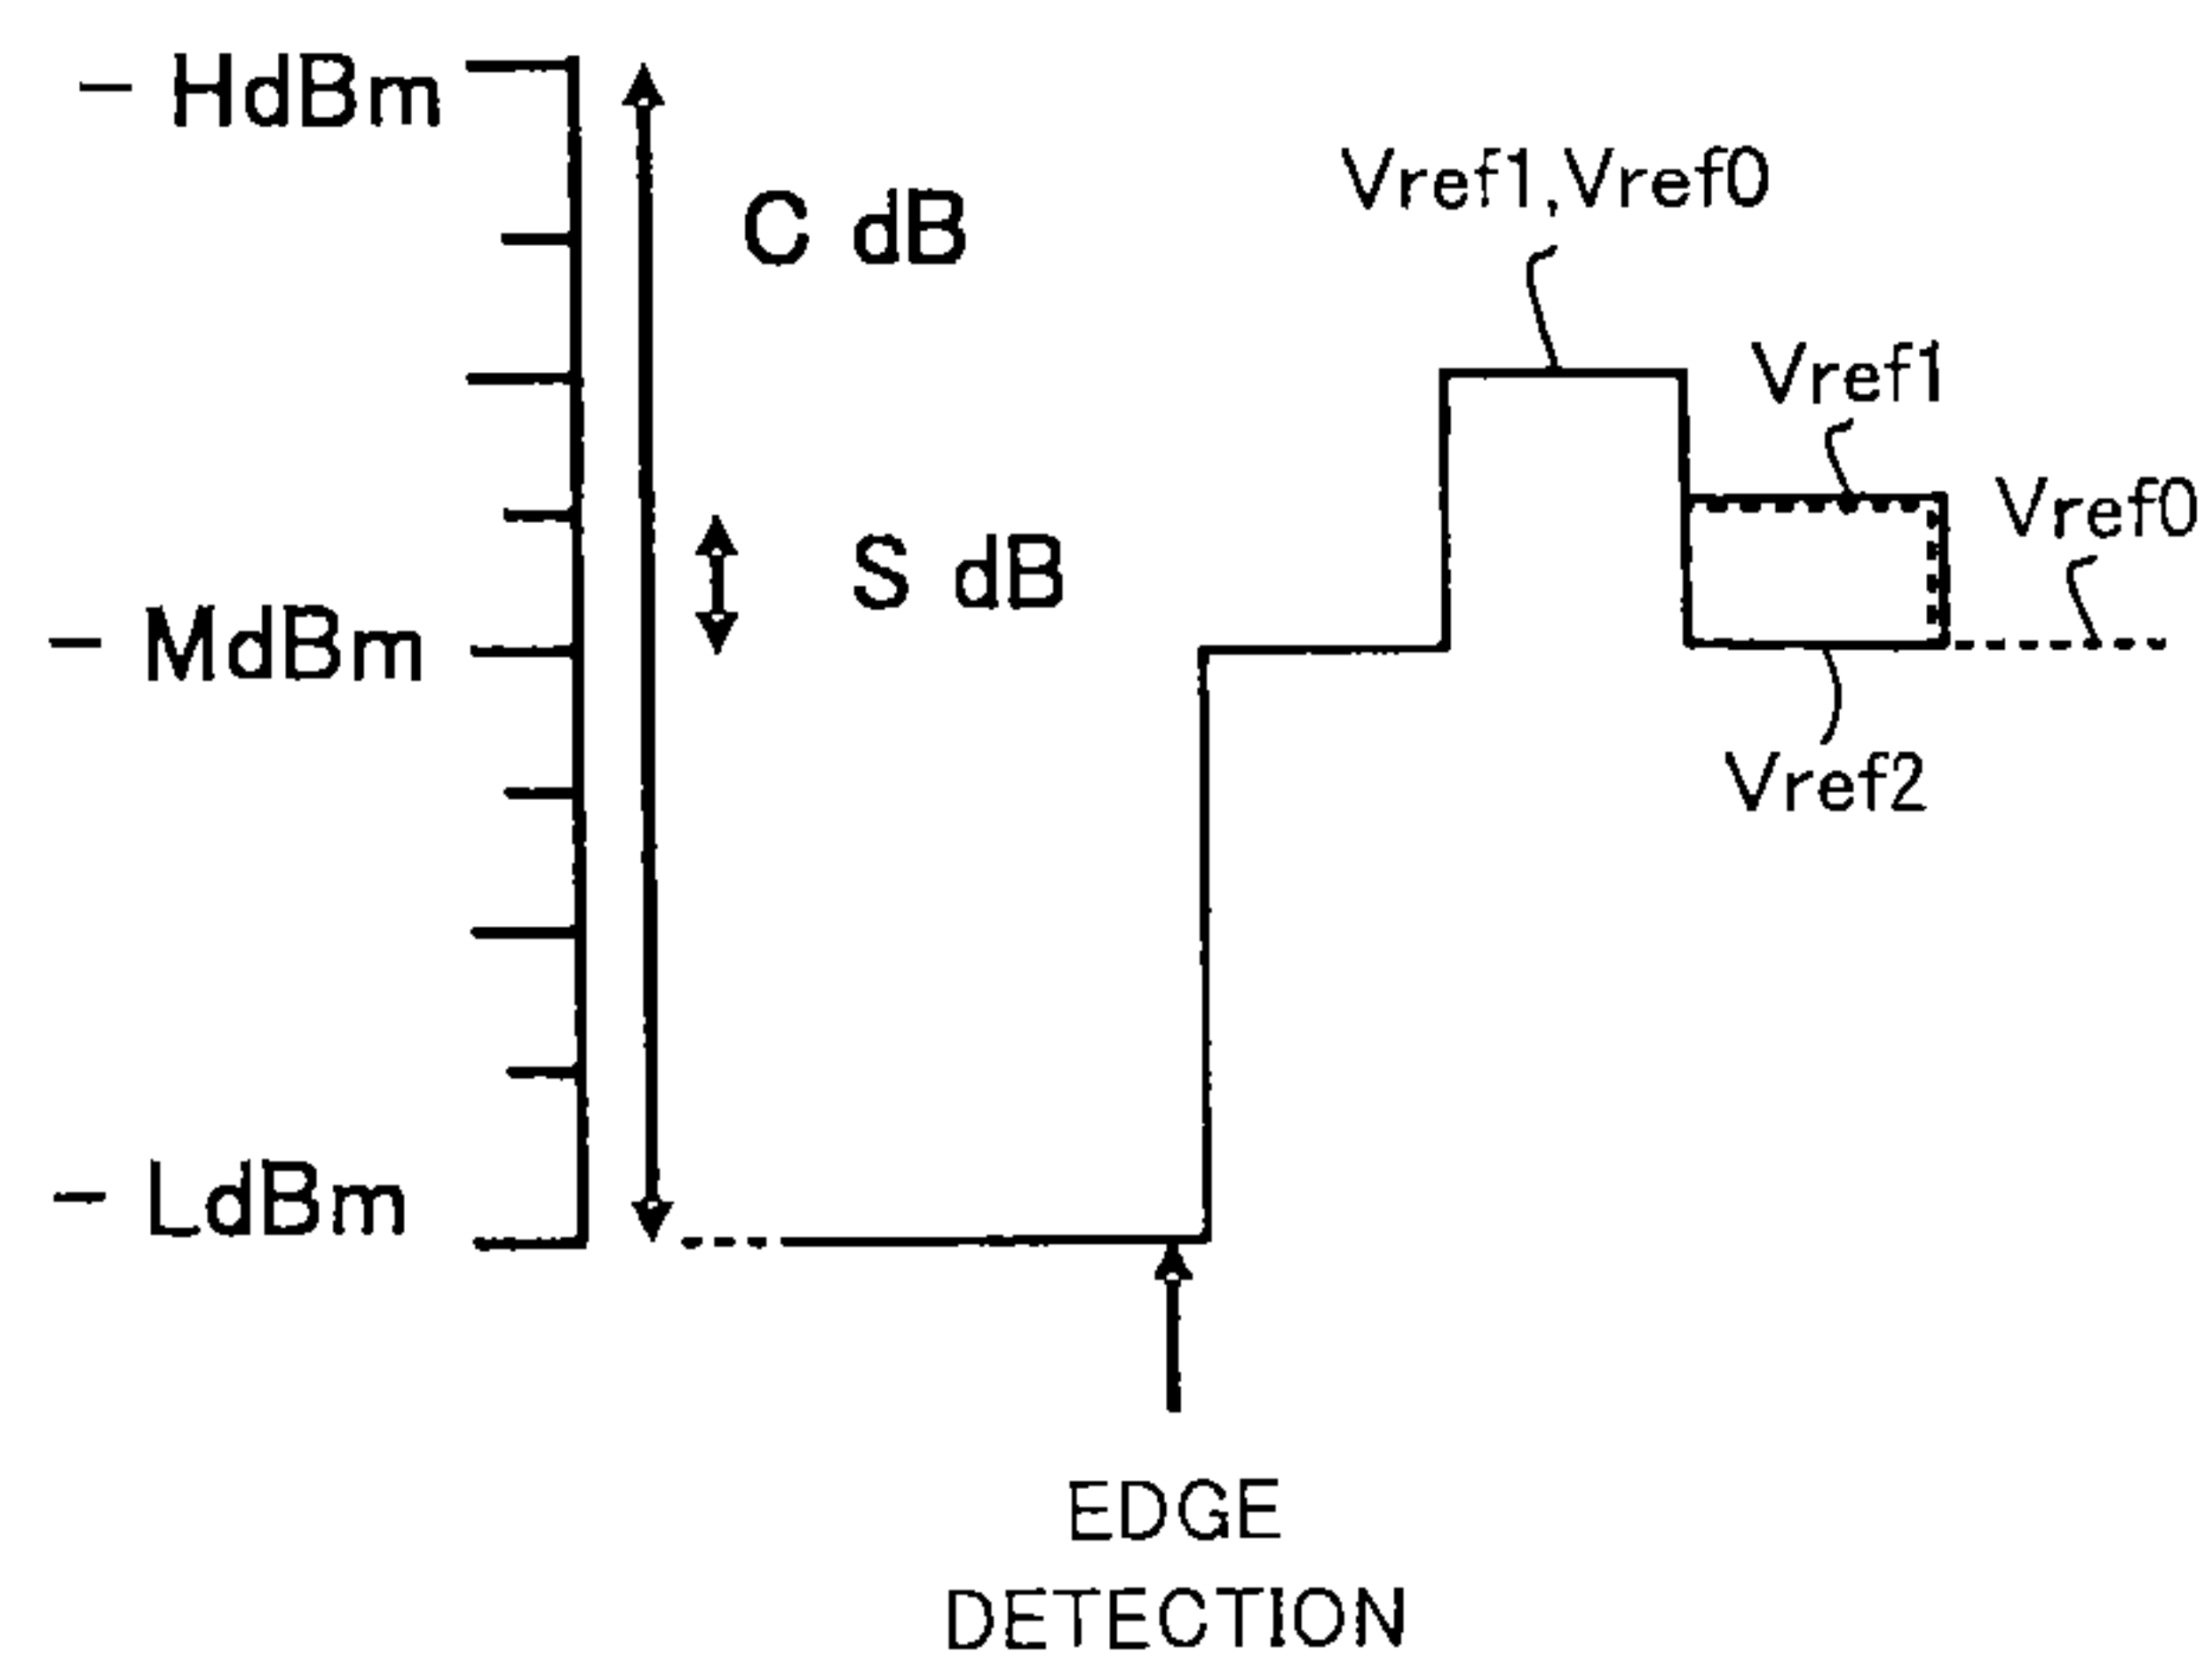 - HdBm
C dB
Vref1,Vref0
Vref1
Vref0
S dB
- MdBm
Vref2
- LdBm
EDGE
DETECTION